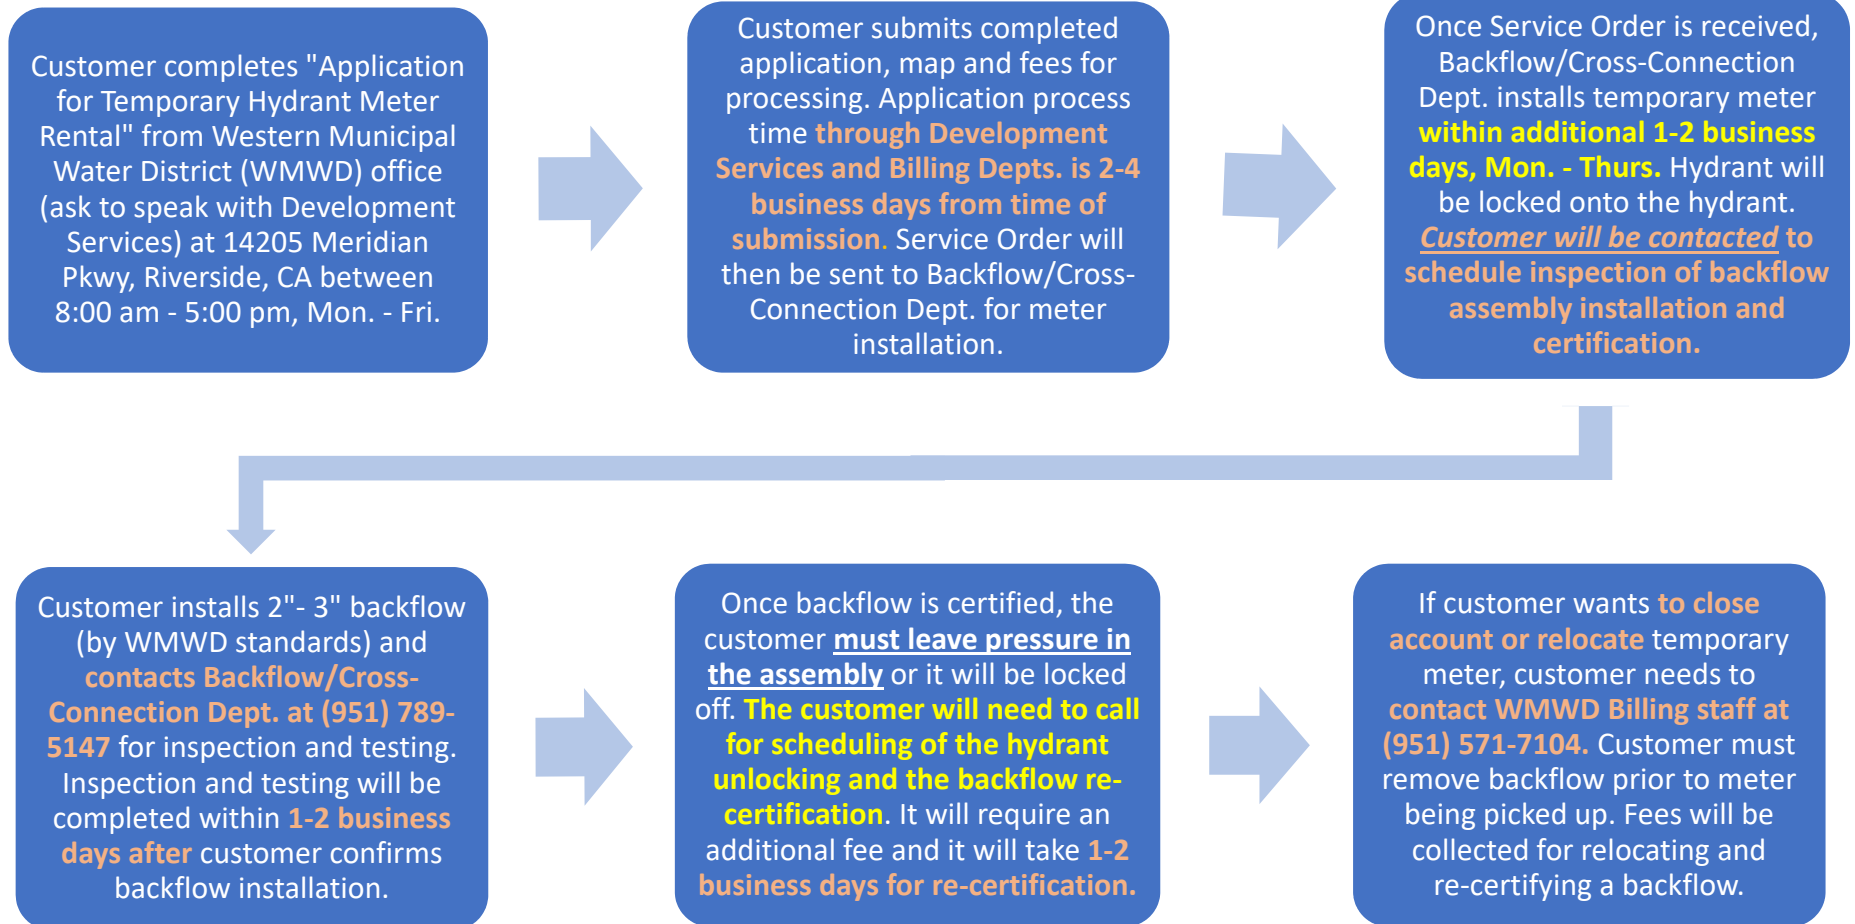 Customer completes "Application
for Temporary Hydrant Meter
Rental" from Western Municipal
Water District (WMWD) office
(ask to speak with Development
Services) at 14205 Meridian
Pkwy, Riverside, CA between
8:00 am - 5:00 pm, Mon. - Fri.
Customer submits completed
application, map and fees for
processing. Application process
time through Development
Services and Billing Depts. is 2-4
business days from time of
submission. Service Order will
then be sent to Backflow/Cross-
Connection Dept. for meter
installation.
Once Service Order is received,
Backflow/Cross-Connection
Dept. installs temporary meter
within additional 1-2 business
days, Mon. - Thurs. Hydrant will
be locked onto the hydrant.
Customer will be contacted to
schedule inspection of backflow
assembly installation and
certification.
Customer installs 2"- 3" backflow
(by WMWD standards) and
contacts Backflow/Cross-
Connection Dept. at (951) 789-
5147 for inspection and testing.
Inspection and testing will be
completed within 1-2 business
days after customer confirms
backflow installation.
Once backflow is certified, the
customer must leave pressure in
the assembly or it will be locked
off. The customer will need to call
for scheduling of the hydrant
unlocking and the backflow re-
certification. It will require an
additional fee and it will take 1-2
business days for re-certification.
If customer wants to close
account or relocate temporary
meter, customer needs to
contact WMWD Billing staff at
(951) 571-7104. Customer must
remove backflow prior to meter
being picked up. Fees will be
collected for relocating and
re-certifying a backflow.